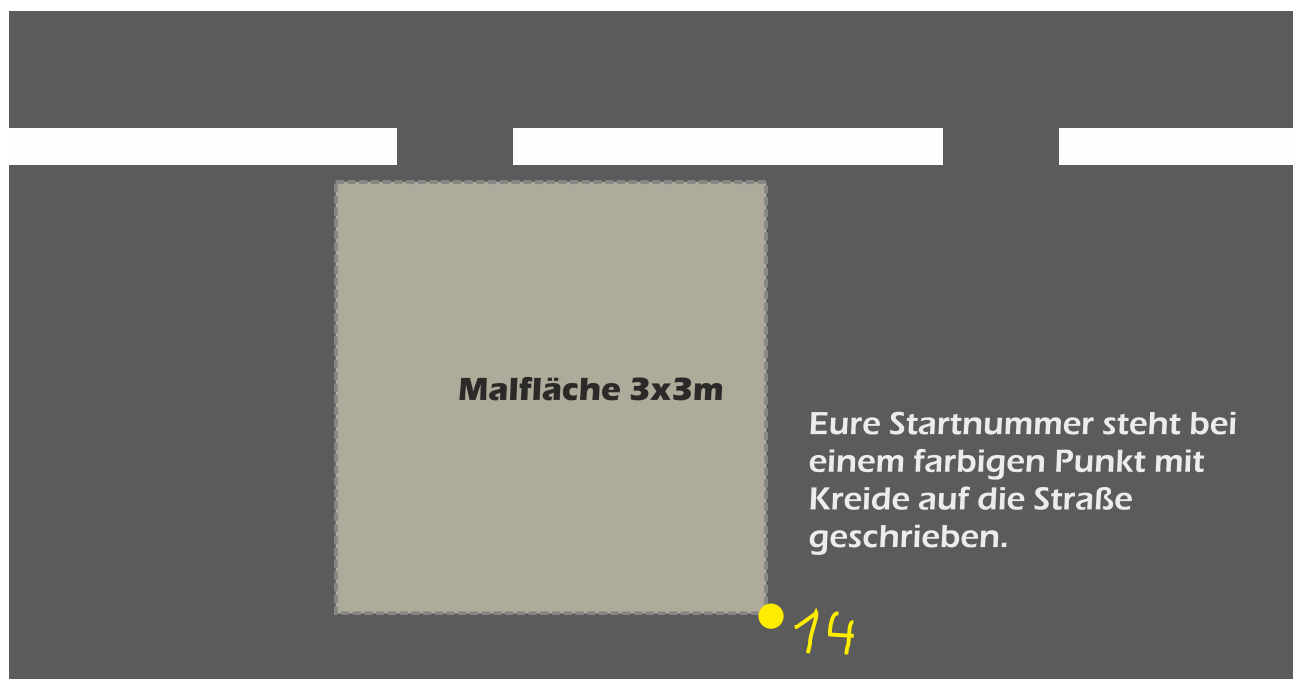 Malfläche 3x3m
Eure Startnummer steht bei
einem farbigen Punkt mit
Kreide auf die Straße
geschrieben.
14